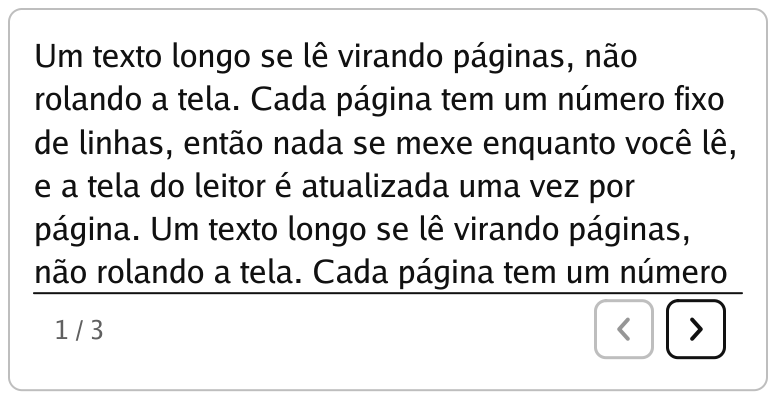 Um texto longo se lê virando páginas, não
rolando a tela. Cada página tem um número fixo
de linhas, então nada se mexe enquanto você lê,
e a tela do leitor é atualizada uma vez por
página. Um texto longo se lê virando páginas,
não rolando a tela. Cada página tem um número
1 / 3